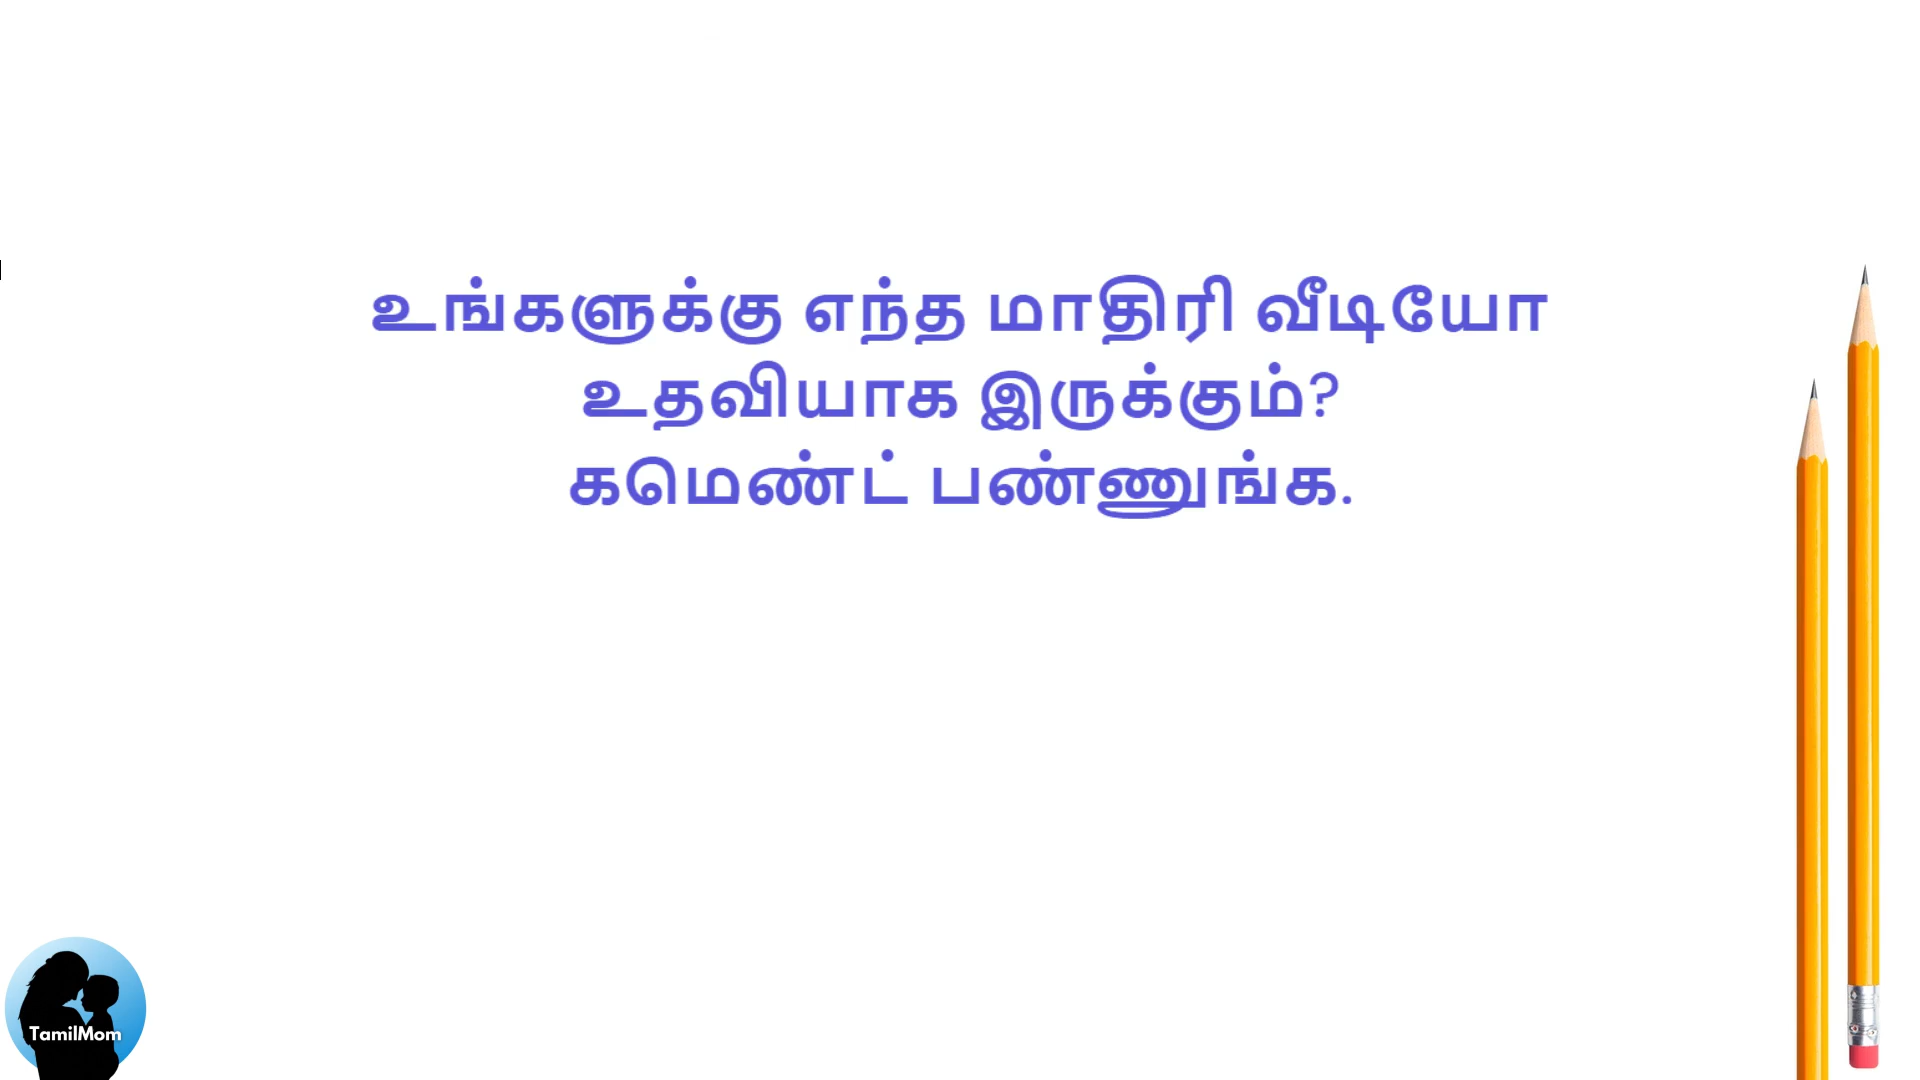 உங்களுக்கு எந்த மாதிரி வீடியோ
உதவியாக இருக்கும்?
கமெண்ட் பண்ணுங்க.
TamilMom